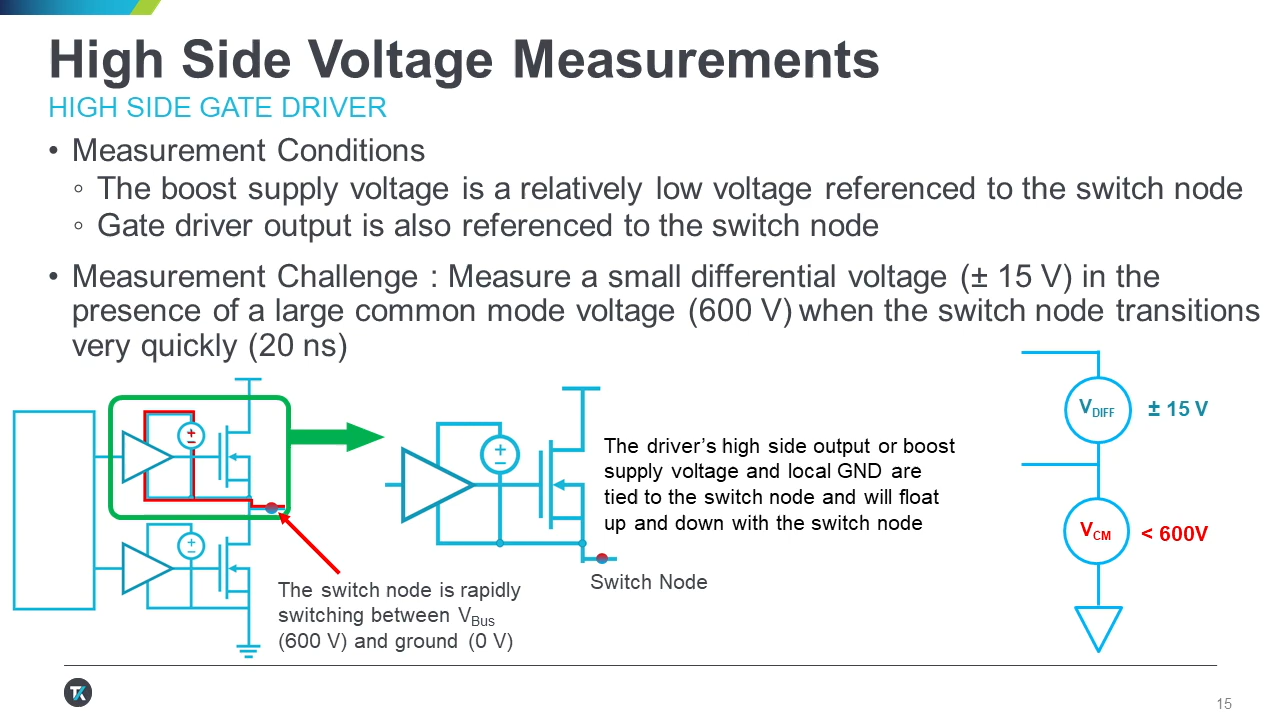 High Side Voltage Measurements
HIGH SIDE GATE DRIVER
• Measurement Conditions
◦ The boost supply voltage is a relatively low voltage referenced to the switch node
◦ Gate driver output is also referenced to the switch node
• Measurement Challenge : Measure a small differential voltage (± 15 V) in the
presence of a large common mode voltage (600 V) when the switch node transitions
very quickly (20 ns)
+
−
+
−
The switch node is rapidly
switching between VBus
(600 V) and ground (0 V)
+
−
The driver’s high side output or boost
supply voltage and local GND are
tied to the switch node and will float
up and down with the switch node
Switch Node
VDIFF
± 15 V
VCM
< 600V
TK
15